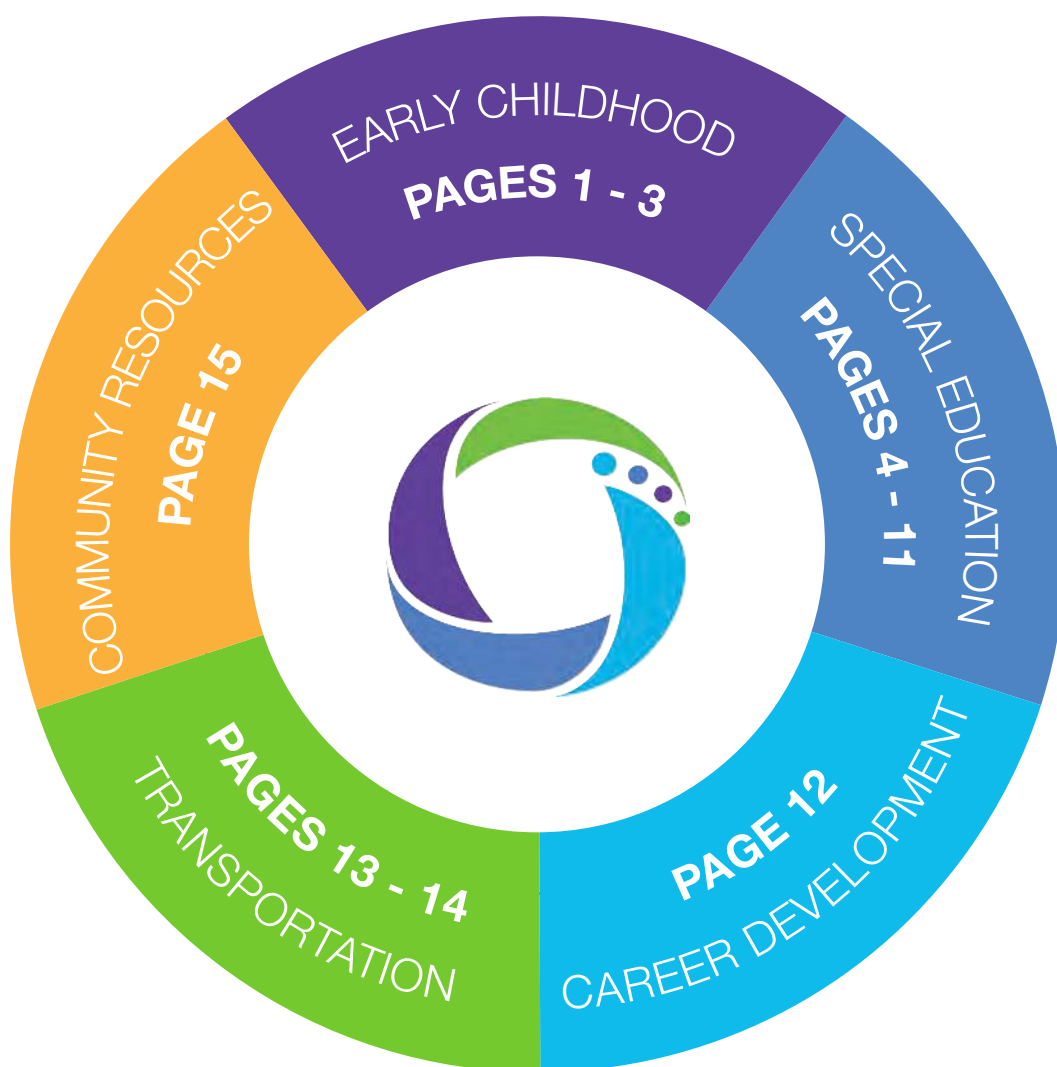 EARLY CHILDHOOD
PAGES 1 - 3
SPECIAL EDUCATION
PAGES 4 - 11
PAGE 12
CAREER DEVELOPMENT
PAGES 13 - 14
TRANSPORTATION
COMMUNITY RESOURCES
PAGE 15